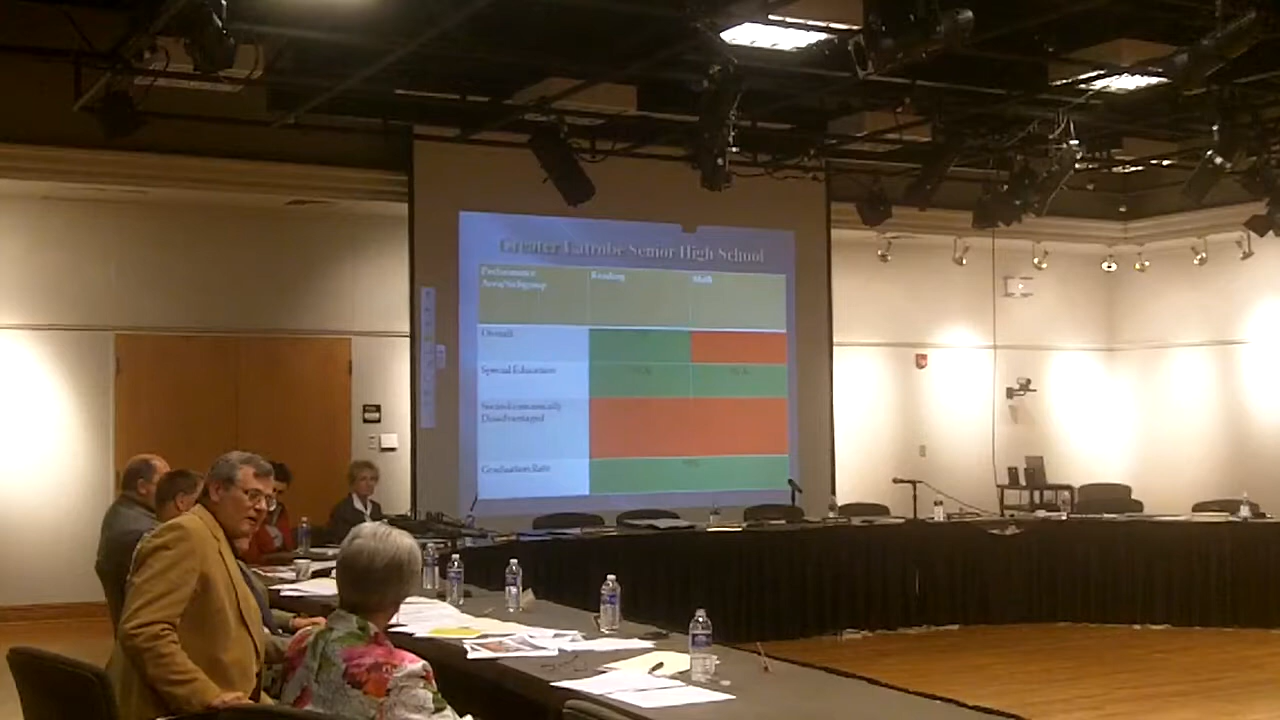 Greater Latrobe Senior High School
Performance Reading Math
Area/Subgroup
Overall
Special Education
Socioeconomically
Disadvantaged
Graduation Rate